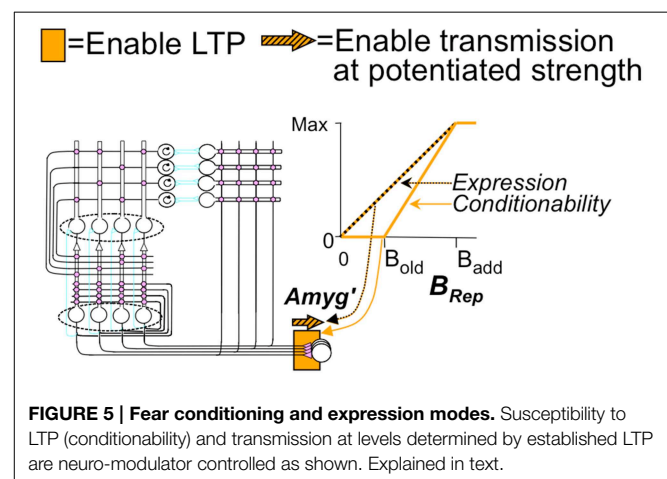 =Enable LTP =Enable transmission
at potentiated strength
Max
Expression
Conditionability
0
0 B_old B_add
B_Rep
Amyg'
FIGURE 5 | Fear conditioning and expression modes. Susceptibility to
LTP (conditionability) and transmission at levels determined by established LTP
are neuro-modulator controlled as shown. Explained in text.